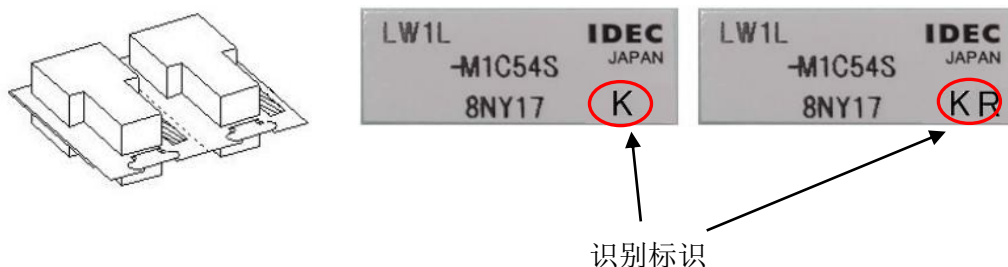 LW1L IDEC
JAPAN
-M1C54S
8NY17 K
LW1L IDEC
JAPAN
-M1C54S
8NY17 KR
识别标识